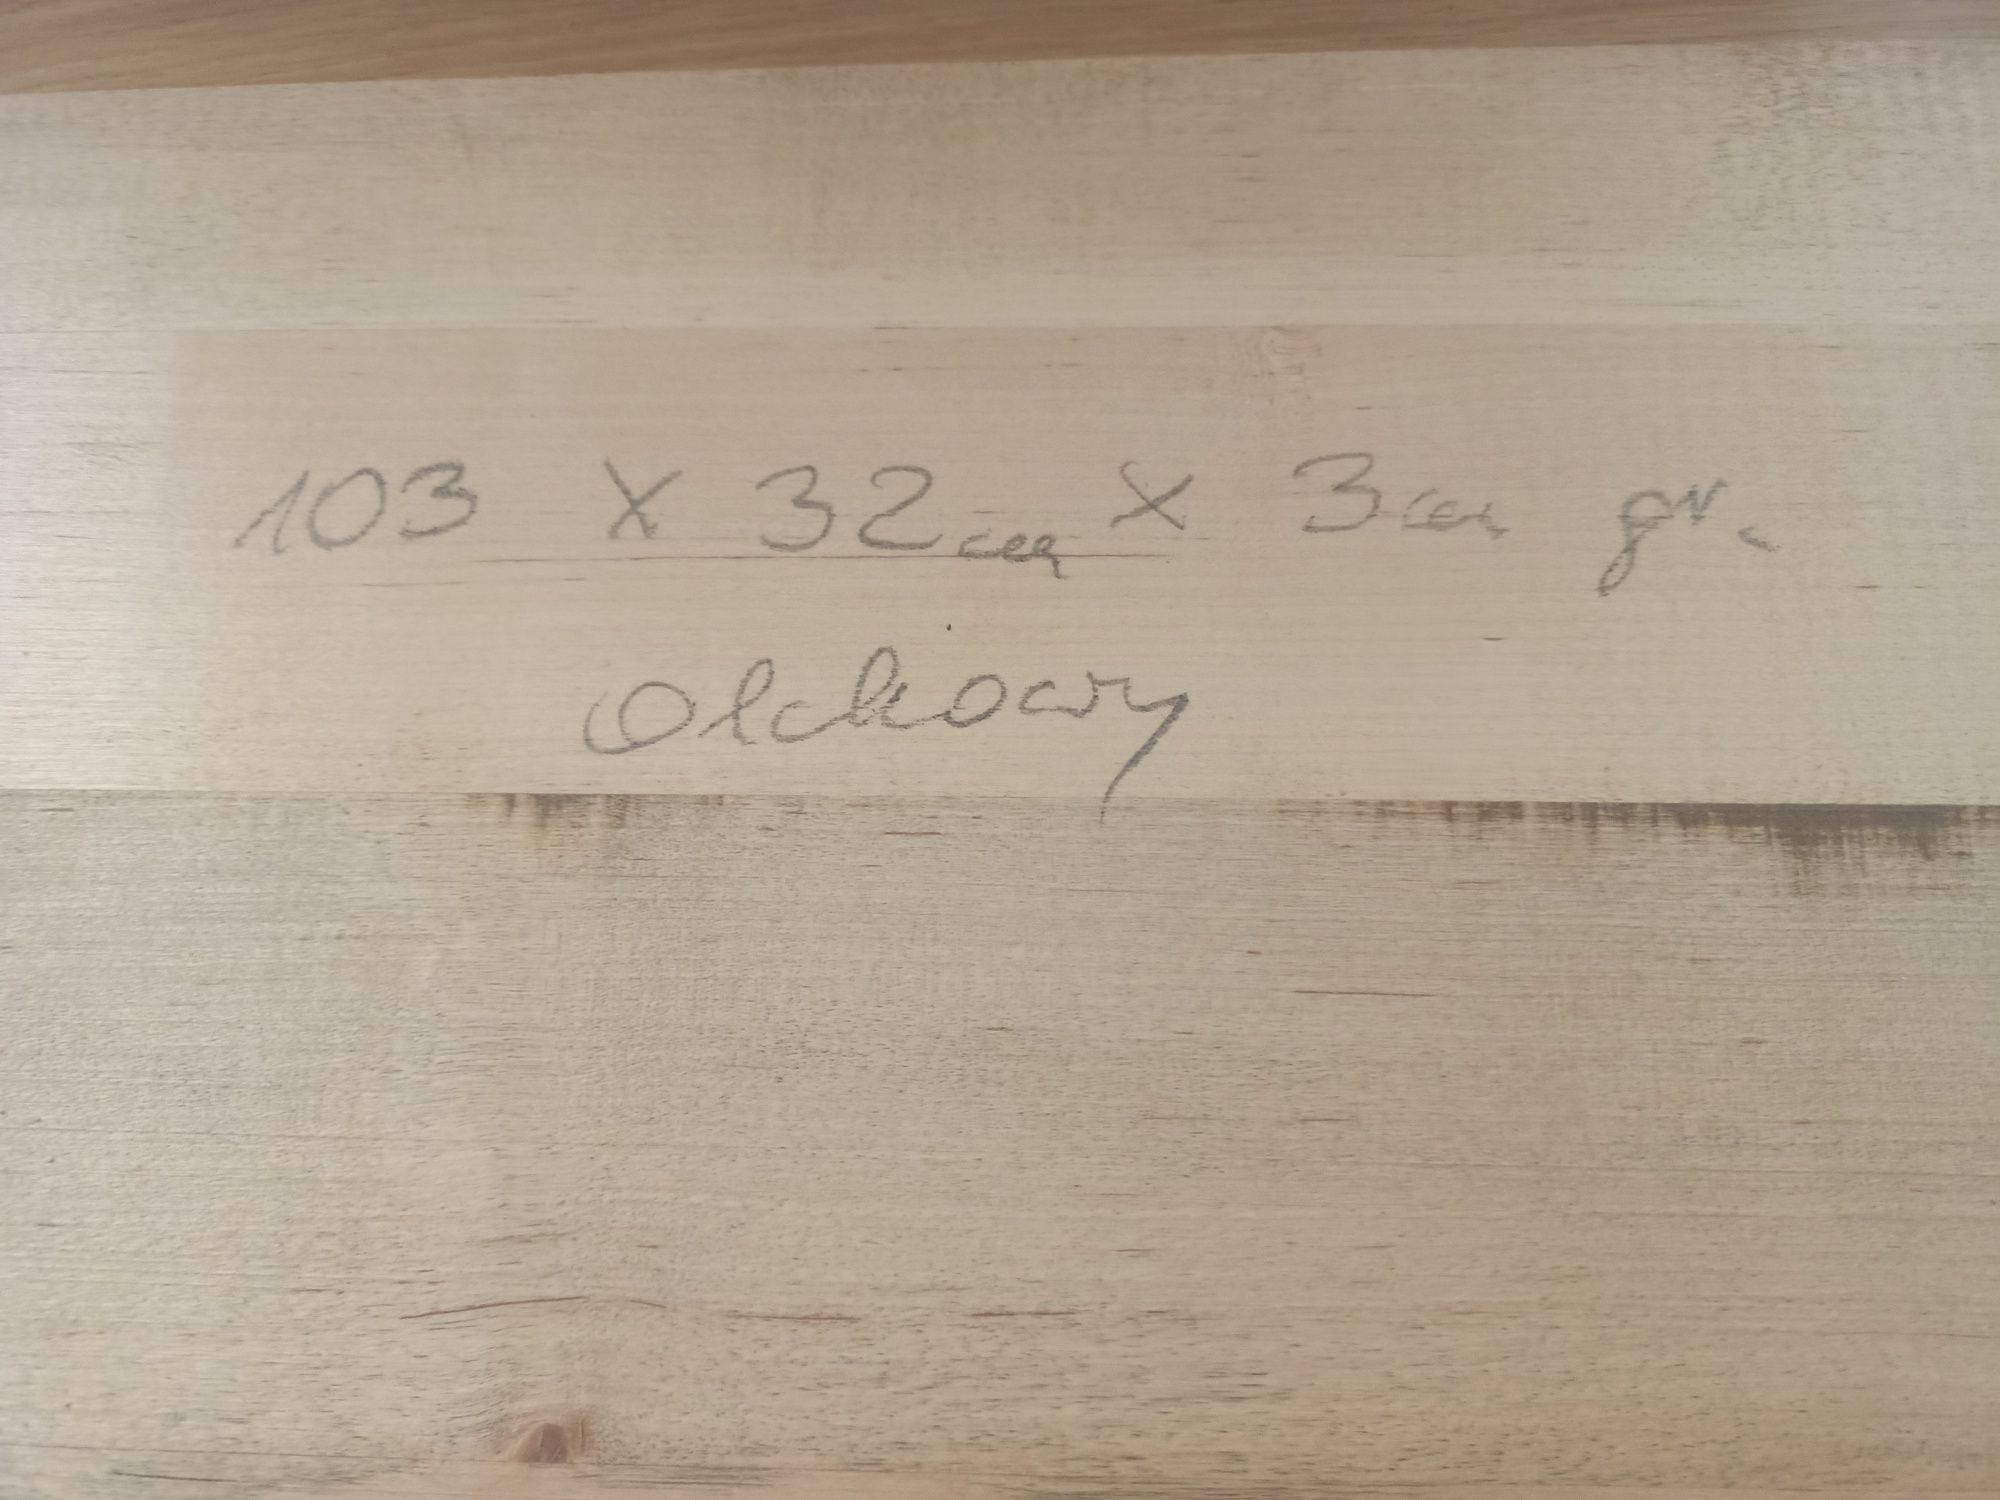 103 x 32cm x 3cm gr.
Olchowy